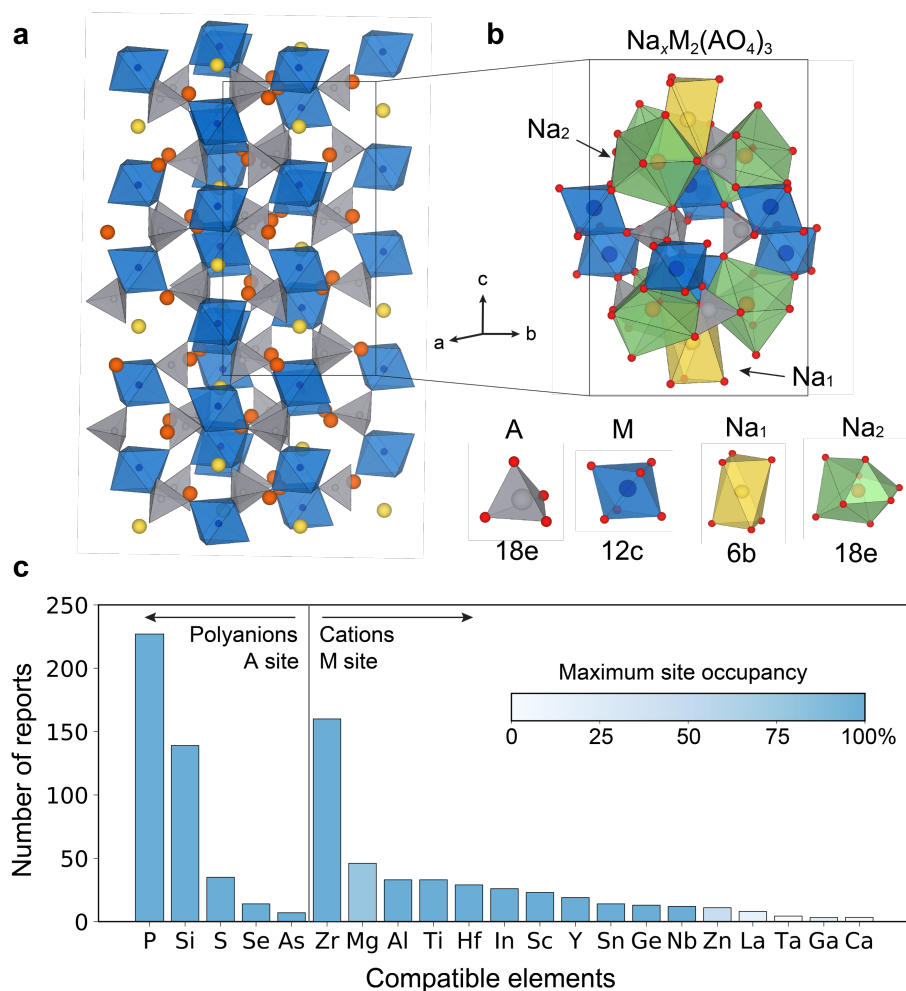 a
b
NaxM2(AO4)3
Na2
c
a
b
Na1
A
M
Na1
Na2
18e
12c
6b
18e
c
250
200
150
100
50
0
Number of reports
Polyanions
A site
Cations
M site
Maximum site occupancy
0 25 50 75 100%
P Si S Se As Zr Mg Al Ti Hf In Sc Y Sn Ge Nb Zn La Ta Ga Ca
Compatible elements